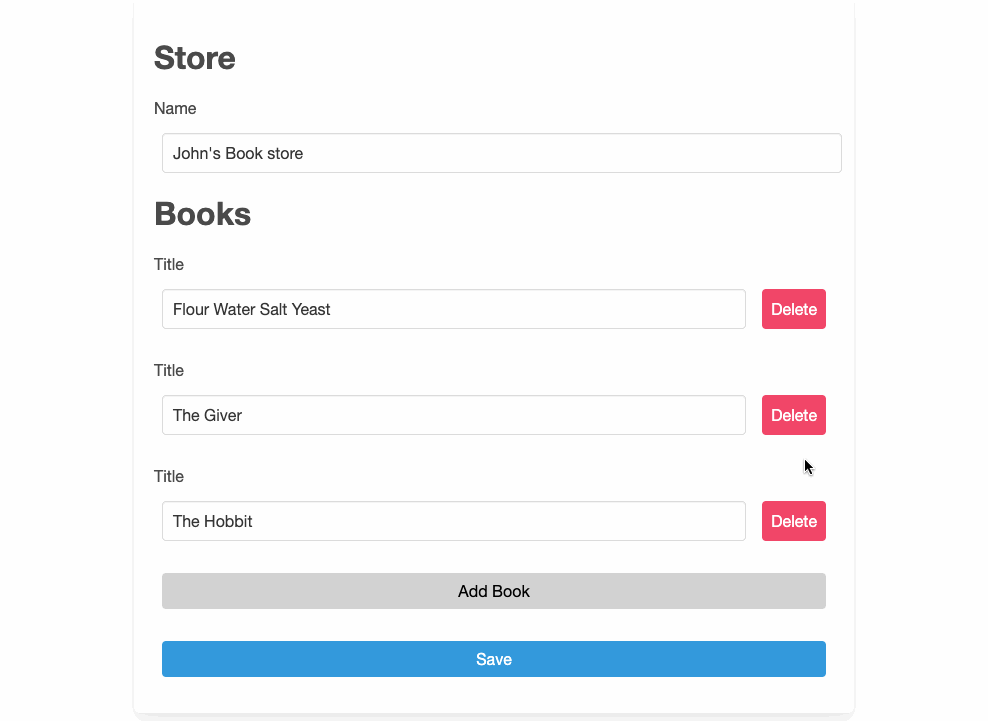 Store
Name
John's Book store
Books
Title
Flour Water Salt Yeast
Delete
Title
The Giver
Delete
Title
The Hobbit
Delete
Add Book
Save